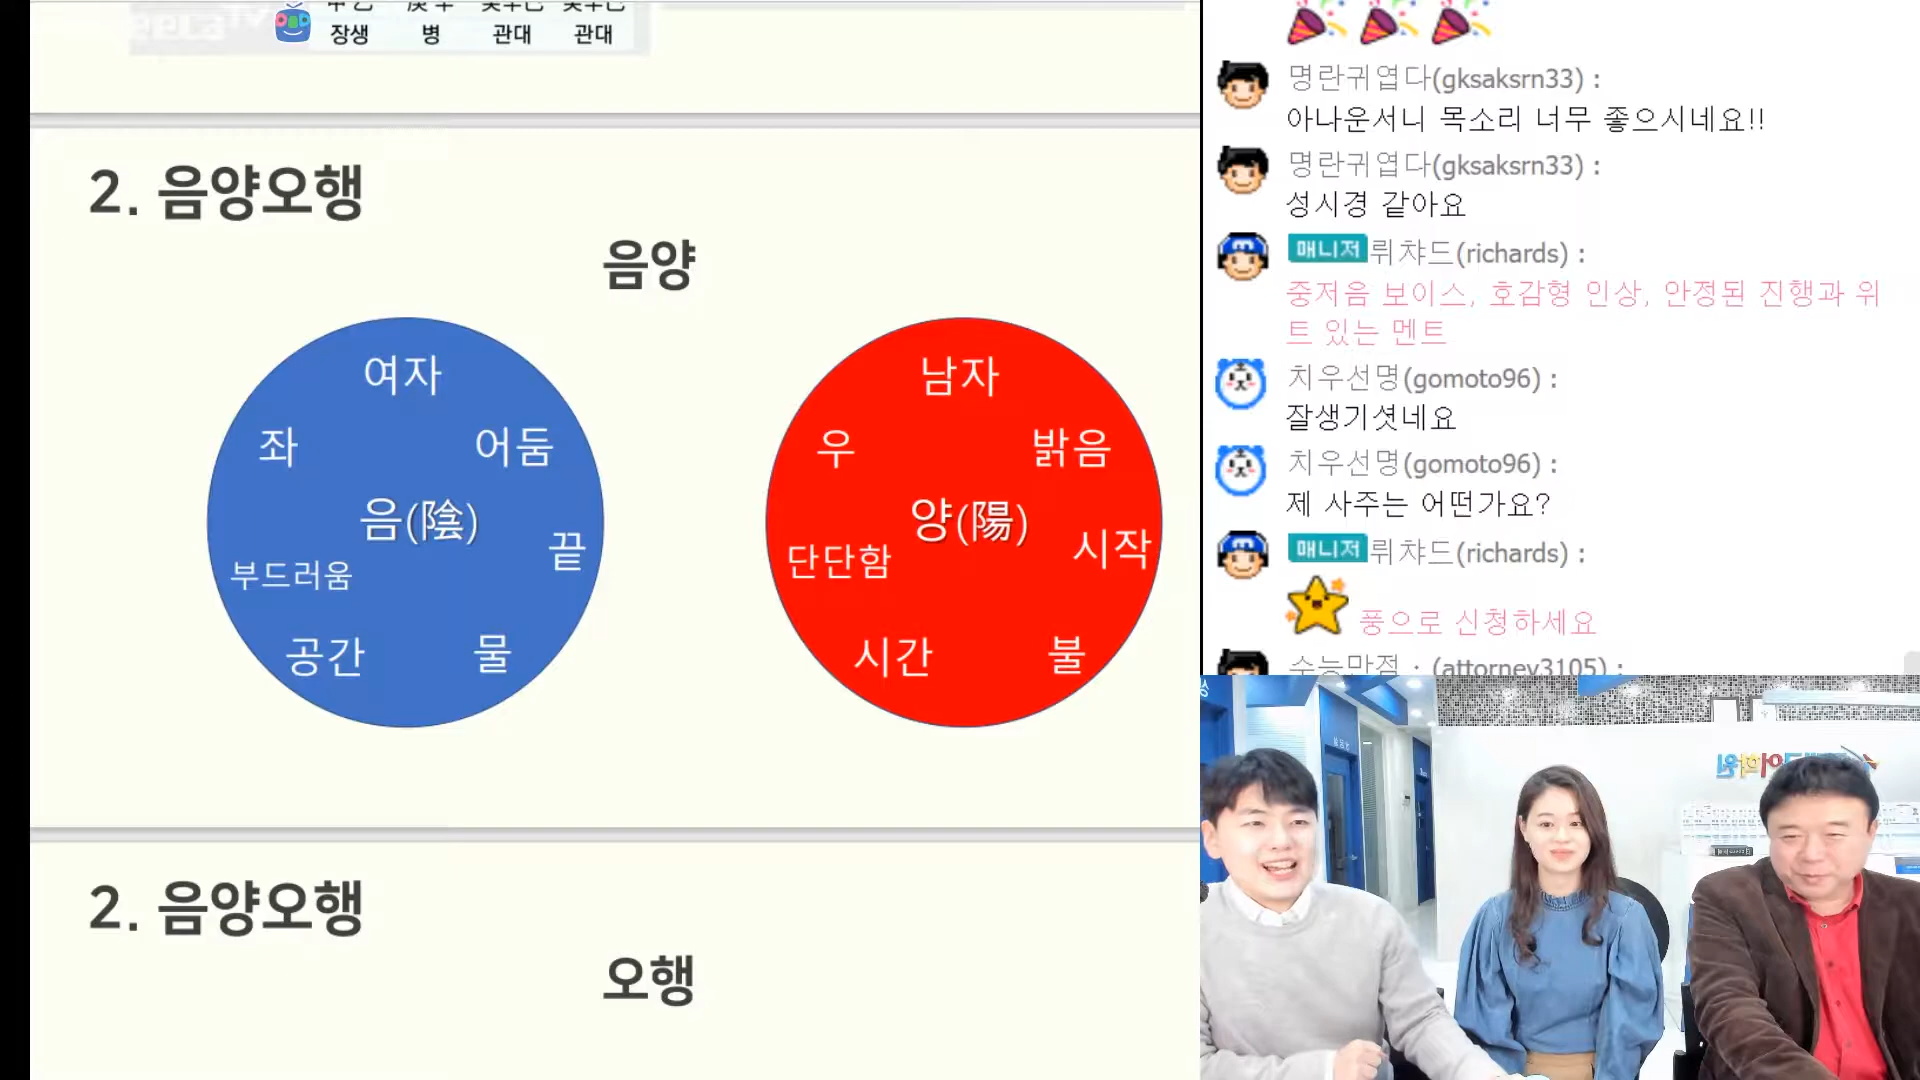 장생 병 관대 관대
2. 음양오행
음양
여자
좌 어둠
음(陰)
끝
부드러움
공간 물
남자
우 밝음
양(陽)
단단함 시작
시간 불
2. 음양오행
오행
명란귀엽다(gksaksrn33) :
아나운서니 목소리 너무 좋으시네요!!
명란귀엽다(gksaksrn33) :
성시경 같아요
매니저 뤼챠드(richards) :
중저음 보이스, 호감형 인상, 안정된 진행과 위
트 있는 멘트
치우선명(gomoto96) :
잘생기셧네요
치우선명(gomoto96) :
제 사주는 어떤가요?
매니저 뤼챠드(richards) :
풍으로 신청하세요
수능만점 · (attorney3105) :